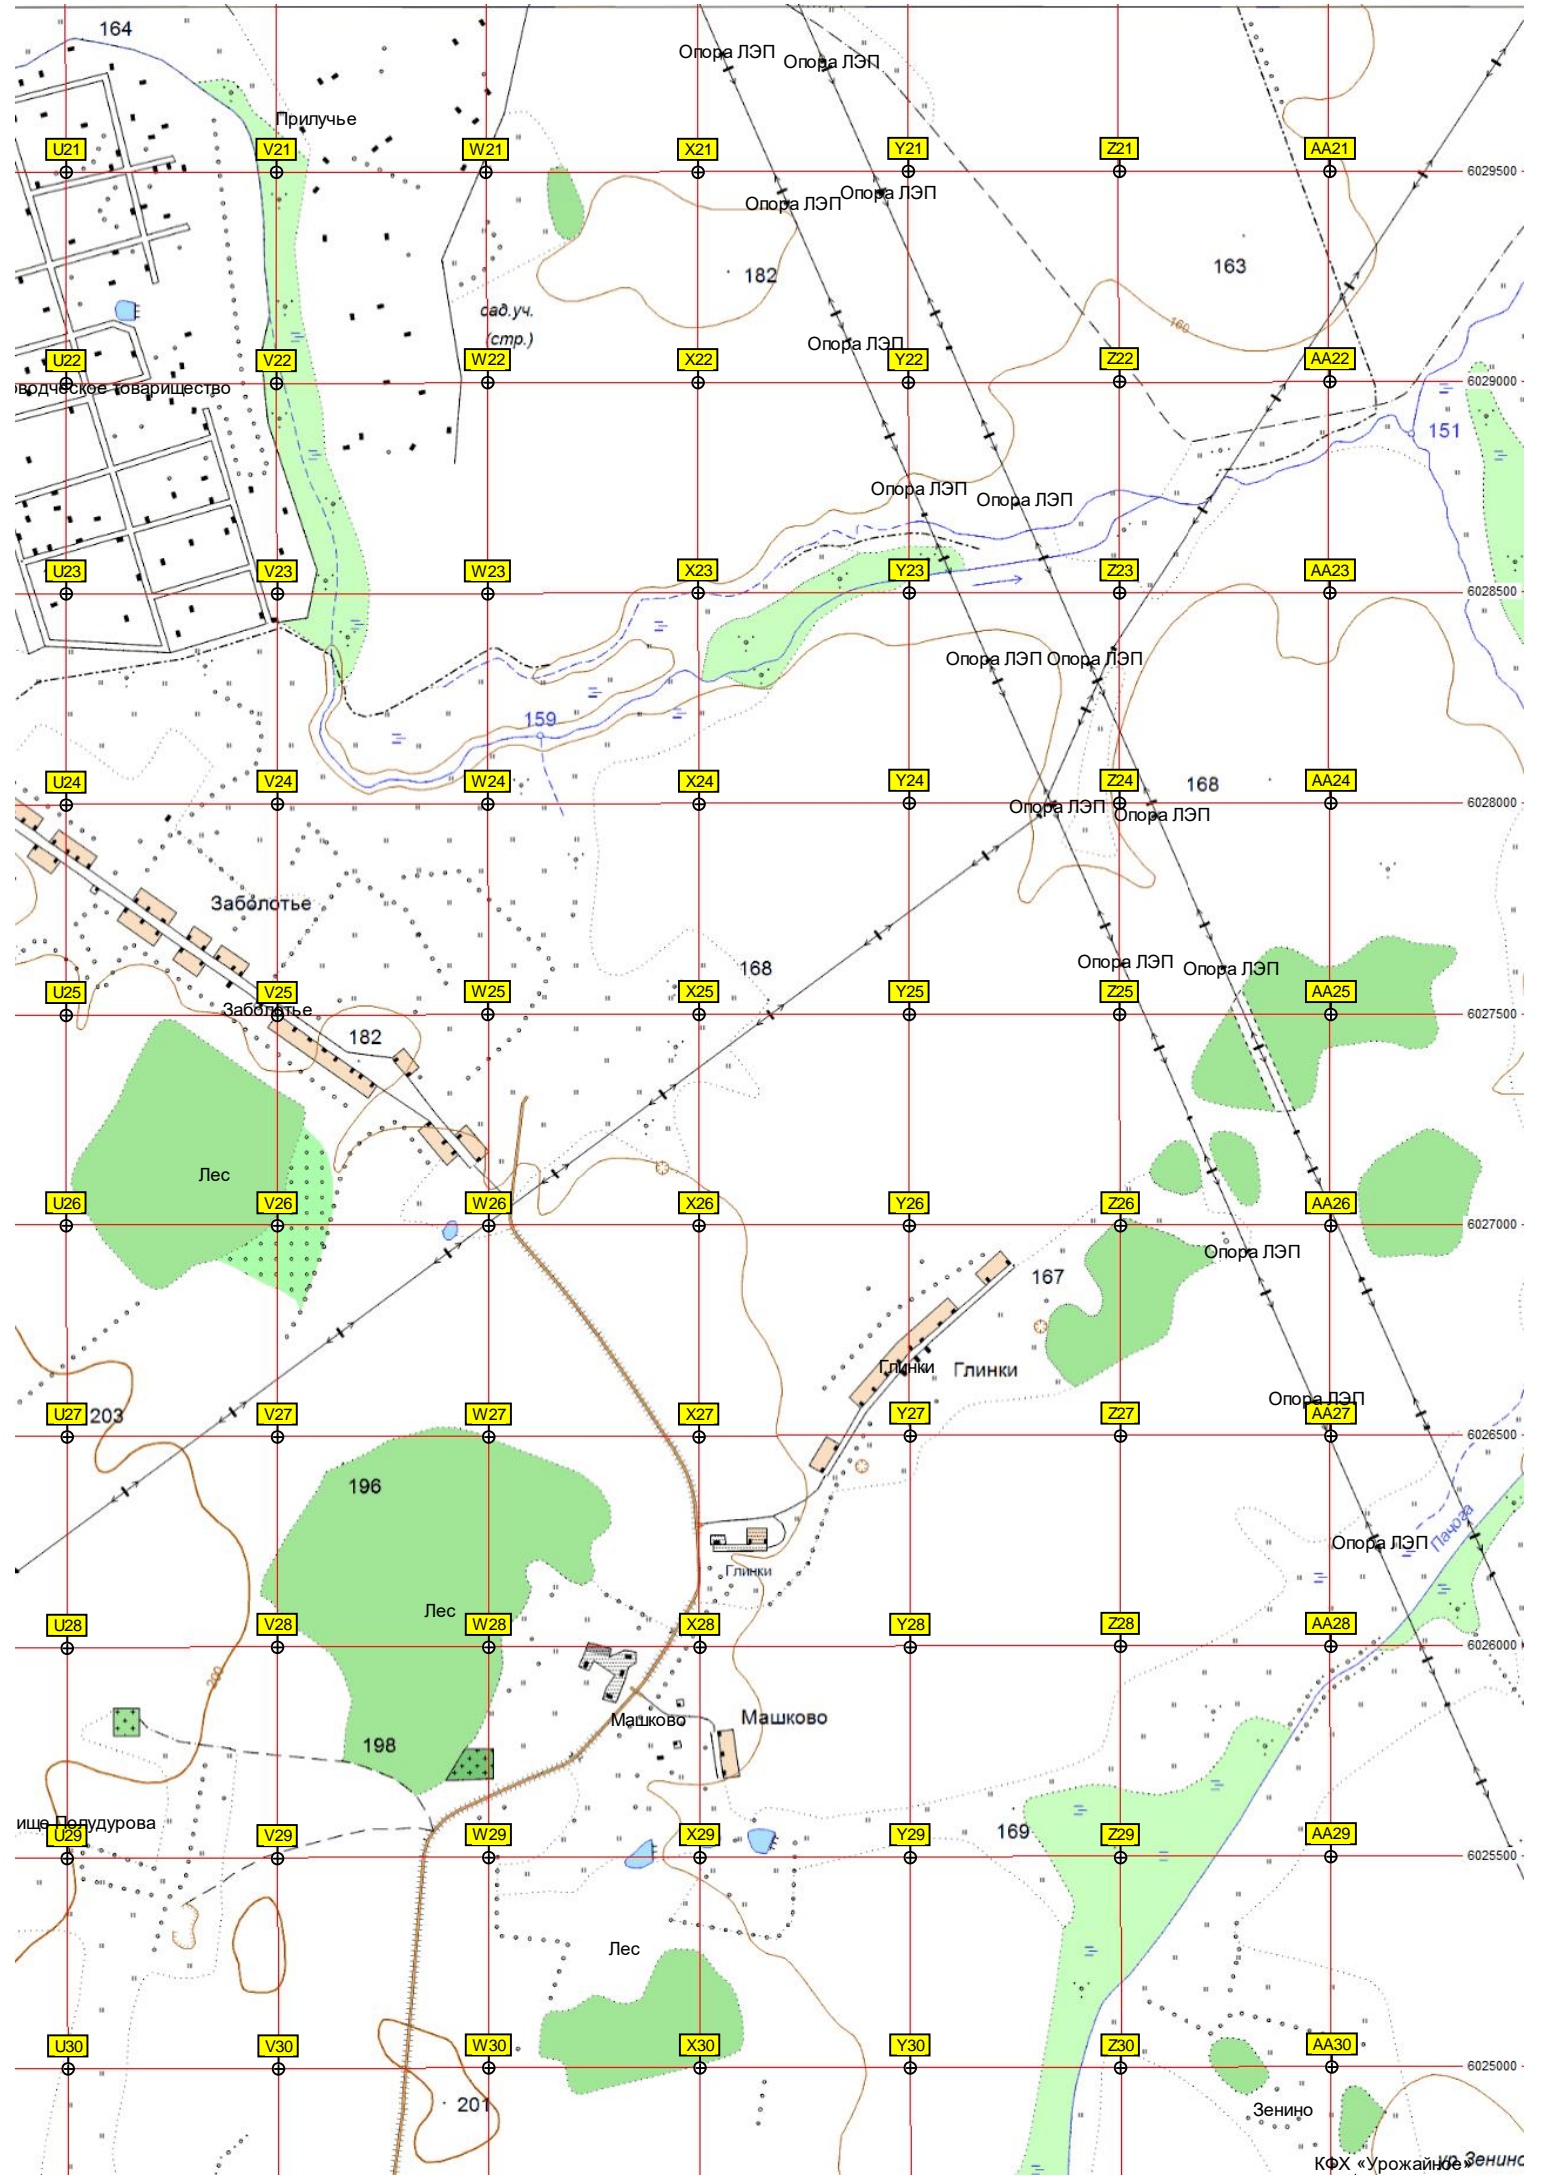 164
Опора ЛЭП
Опора ЛЭП
Прилучье
U21
V21
W21
X21
Y21
Z21
AA21
6029500
Опора ЛЭП
Опора ЛЭП
182
163
сад.уч.
(стр.)
160
Опора ЛЭП
U22
V22
W22
X22
Y22
Z22
AA22
6029000
товарищество
151
Опора ЛЭП
Опора ЛЭП
U23
V23
W23
X23
Y23
Z23
AA23
6028500
Опора ЛЭП
Опора ЛЭП
159
U24
V24
W24
X24
Y24
Z24
168
AA24
6028000
Опора ЛЭП
Опора ЛЭП
Заболотье
168
Опора ЛЭП
Опора ЛЭП
U25
V25
W25
X25
Y25
Z25
AA25
6027500
Заболотье
182
Лес
U26
V26
W26
X26
Y26
Z26
AA26
6027000
Опора ЛЭП
167
Глинки
Глинки
Опора ЛЭП
U27
203
V27
W27
X27
Y27
Z27
AA27
6026500
196
Пачога
Опора ЛЭП
Глинки
Лес
U28
V28
W28
X28
Y28
Z28
AA28
6026000
200
Машково
Машково
198
ище Полудурова
U29
V29
W29
X29
Y29
169
Z29
AA29
6025500
Лес
U30
V30
W30
X30
Y30
Z30
AA30
6025000
201
Зенино
КФХ «Урожайное»
ур. Зенино